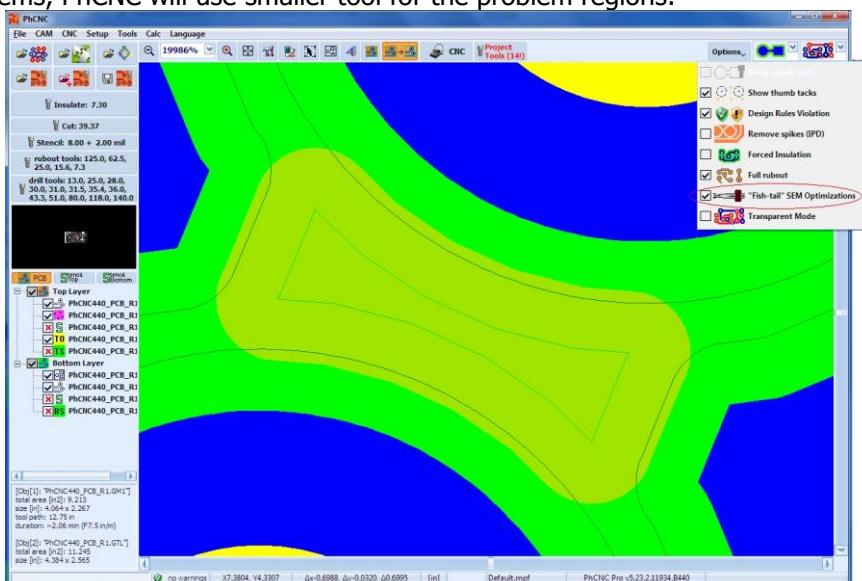 ems, PhCNC will use smaller tool for the problem regions.
PhCNC
File CAM CNC Setup Tools Calc Language
19986%
CNC
Project Tools (14!)
Options
Insulate: 7.30
Cut: 39.37
Stencil: 8.00 + 2.00 mil
rubout tools: 125.0, 62.5,
25.0, 15.6, 7.3
drill tools: 13.0, 25.0, 28.0,
30.0, 31.0, 31.5, 35.4, 36.0,
43.3, 51.0, 80.0, 118.0, 140.0
Show thumb tacks
Design Rules Violation
Remove spikes (IPD)
Forced Insulation
Full rubout
"Fish-tail" SEM Optimizations
Transparent Mode
PCB
Stencil Top
Stencil Bottom
Top Layer
PhCNC440_PCB_R1
PhCNC440_PCB_R1
S PhCNC440_PCB_R1
TO PhCNC440_PCB_R1
TS PhCNC440_PCB_R1
Bottom Layer
PhCNC440_PCB_R1
PhCNC440_PCB_R1
S PhCNC440_PCB_R1
BS PhCNC440_PCB_R1
[Obj[1]: "PhCNC440_PCB_R1.GM1"]
total area [in2]: 9.213
size [in]: 4.064 x 2.267
tool path: 12.75 in
duration: ~2.06 min (F7.5 in/m)
[Obj[2]: "PhCNC440_PCB_R1.GTL"]
total area [in2]: 11.245
size [in]: 4.384 x 2.565
no warnings X7.3804, Y4.3307 Δx-0.6988, Δy-0.0320, Δ0.6995 [in] Default.mpf PhCNC Pro v5.23.2.11934.B440